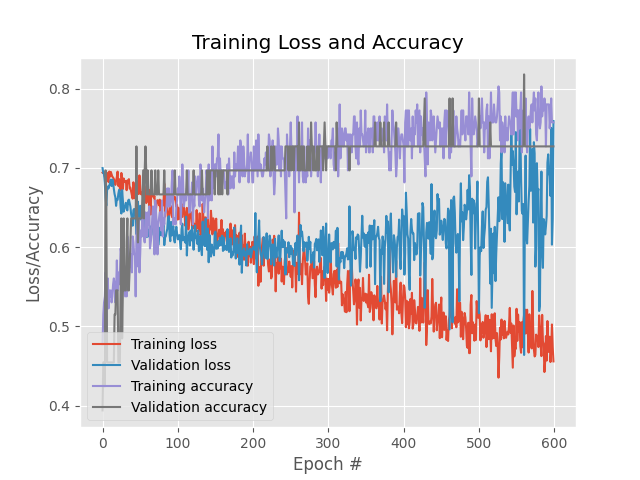 Training Loss and Accuracy
Loss/Accuracy
0.8
0.7
0.6
0.5
0.4
Training loss
Validation loss
Training accuracy
Validation accuracy
0 100 200 300 400 500 600
Epoch #